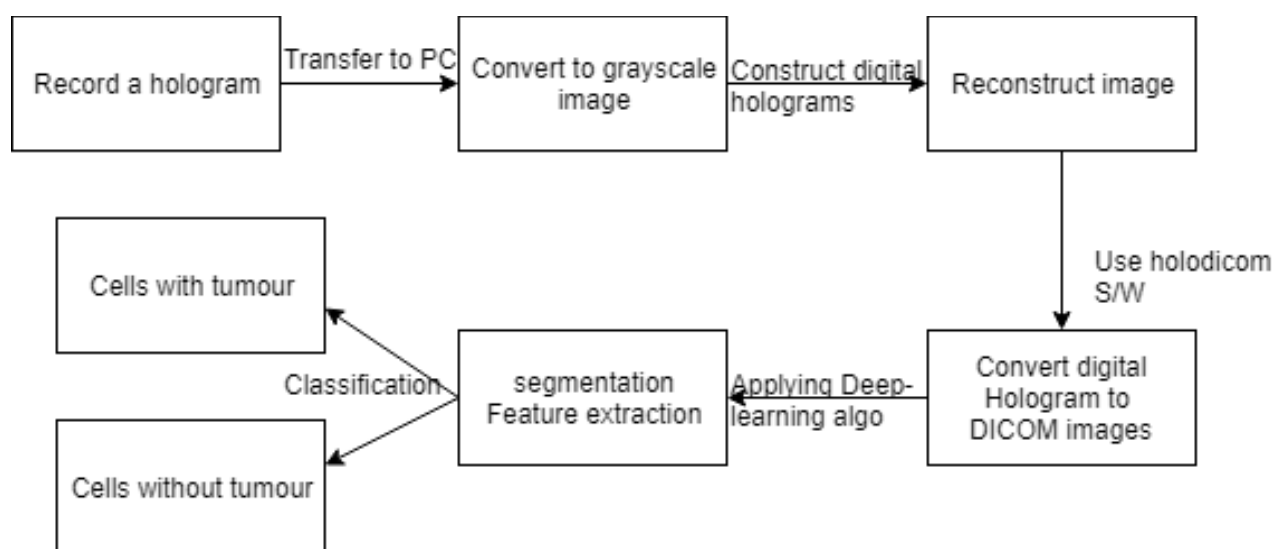 Record a hologram
Transfer to PC
Convert to grayscale
image
Construct digital
holograms
Reconstruct image
Use holodicom
S/W
Convert digital
Hologram to
DICOM images
Applying Deep-
learning algo
segmentation
Feature extraction
Classification
Cells with tumour
Cells without tumour